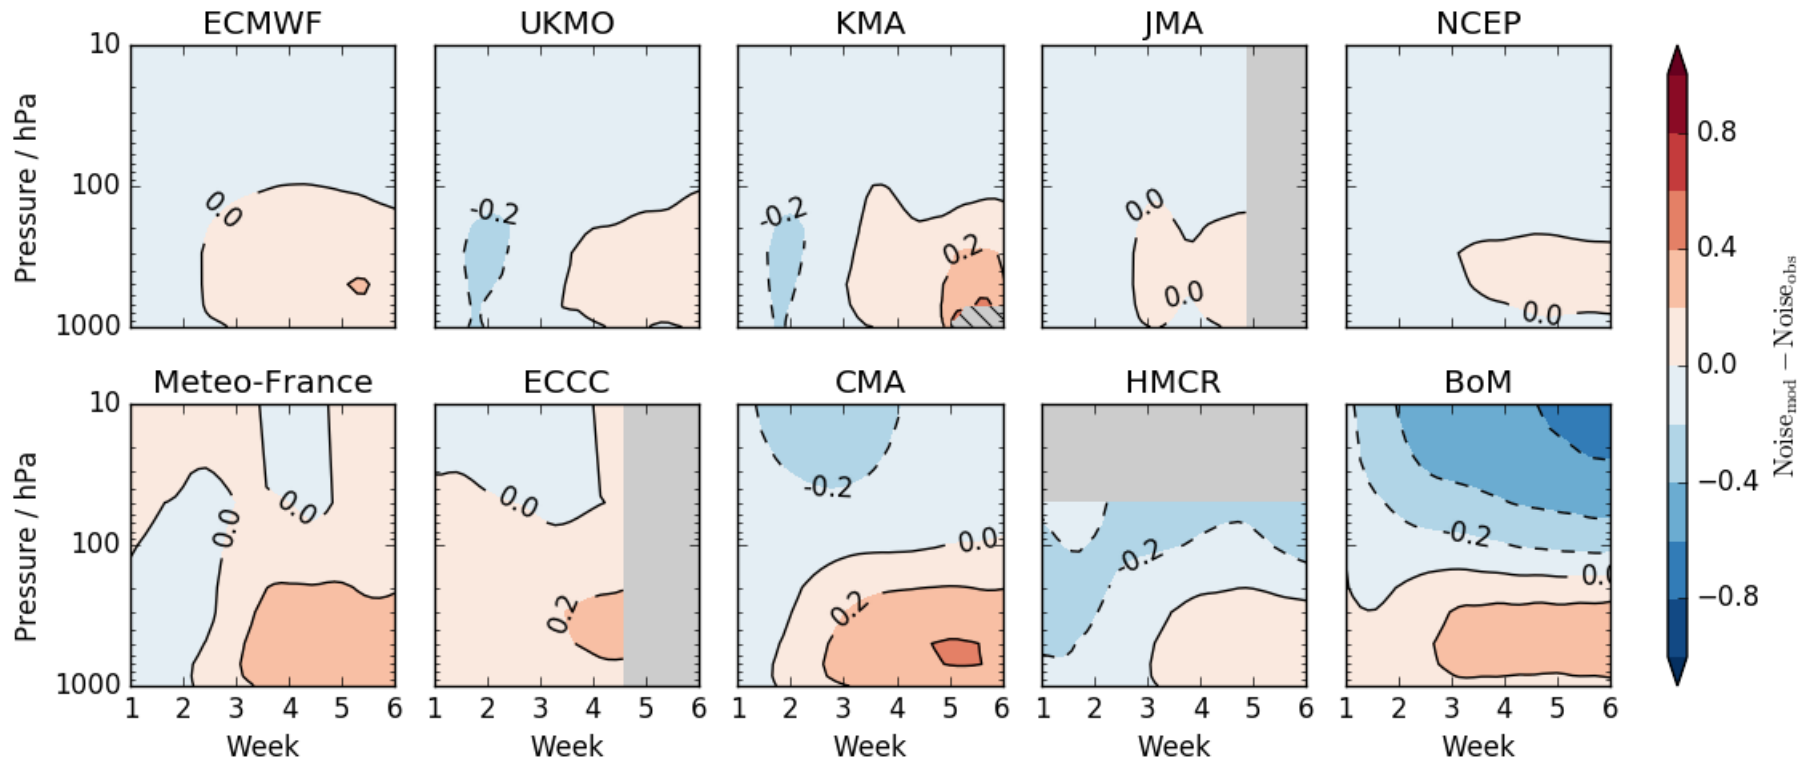 ECMWF UKMO KMA JMA NCEP
10
100
1000
Pressure / hPa
0.0
-0.2
-0.2
0.2
0.0
0.0
0.0
Meteo-France ECCC CMA HMCR BoM
10
100
1000
Pressure / hPa
0.0
0.0
0.0
0.2
-0.2
0.0
0.2
-0.2
-0.2
0.0
1 2 3 4 5 6
Week
1 2 3 4 5 6
Week
1 2 3 4 5 6
Week
1 2 3 4 5 6
Week
1 2 3 4 5 6
Week
0.8
0.4
0.0
−0.4
−0.8
Noise_mod − Noise_obs